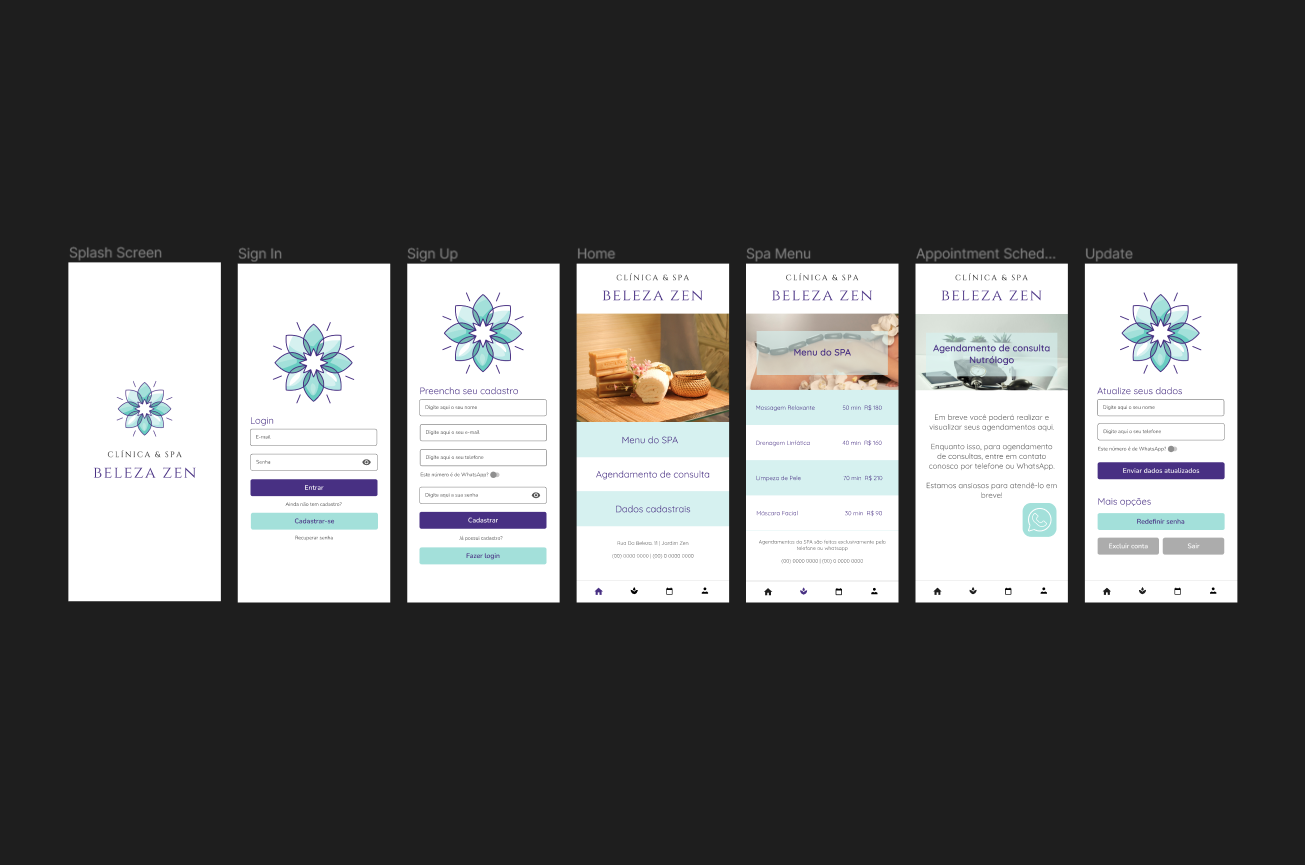 Splash Screen
CLÍNICA & SPA
BELEZA ZEN
Sign In
Login
E-mail
Senha
Entrar
Ainda não tem cadastro?
Cadastrar-se
Recuperar senha
Sign Up
Preencha seu cadastro
Digite aqui o seu nome
Digite aqui o seu e-mail
Digite aqui o seu telefone
Este número é de WhatsApp?
Digite aqui a sua senha
Cadastrar
Já possui cadastro?
Fazer login
Home
CLÍNICA & SPA
BELEZA ZEN
Menu do SPA
Agendamento de consulta
Dados cadastrais
Rua Da Beleza, 11 | Jardim Zen
(00) 0000 0000 | (00) 0 0000 0000
Spa Menu
CLÍNICA & SPA
BELEZA ZEN
Menu do SPA
Massagem Relaxante 50 min R$ 180
Drenagem Linfática 40 min R$ 160
Limpeza de Pele 70 min R$ 210
Máscara Facial 30 min R$ 90
Agendamentos do SPA são feitos exclusivamente pelo
telefone ou whatsapp
(00) 0000 0000 | (00) 0 0000 0000
Appointment Sched...
CLÍNICA & SPA
BELEZA ZEN
Agendamento de consulta
Nutrólogo
Em breve você poderá realizar e
visualizar seus agendamentos aqui.
Enquanto isso, para agendamento
de consultas, entre em contato
conosco por telefone ou WhatsApp.
Estamos ansiosos para atendê-lo em
breve!
Update
Atualize seus dados
Digite aqui o seu nome
Digite aqui o seu telefone
Este número é de WhatsApp?
Enviar dados atualizados
Mais opções
Redefinir senha
Excluir conta
Sair